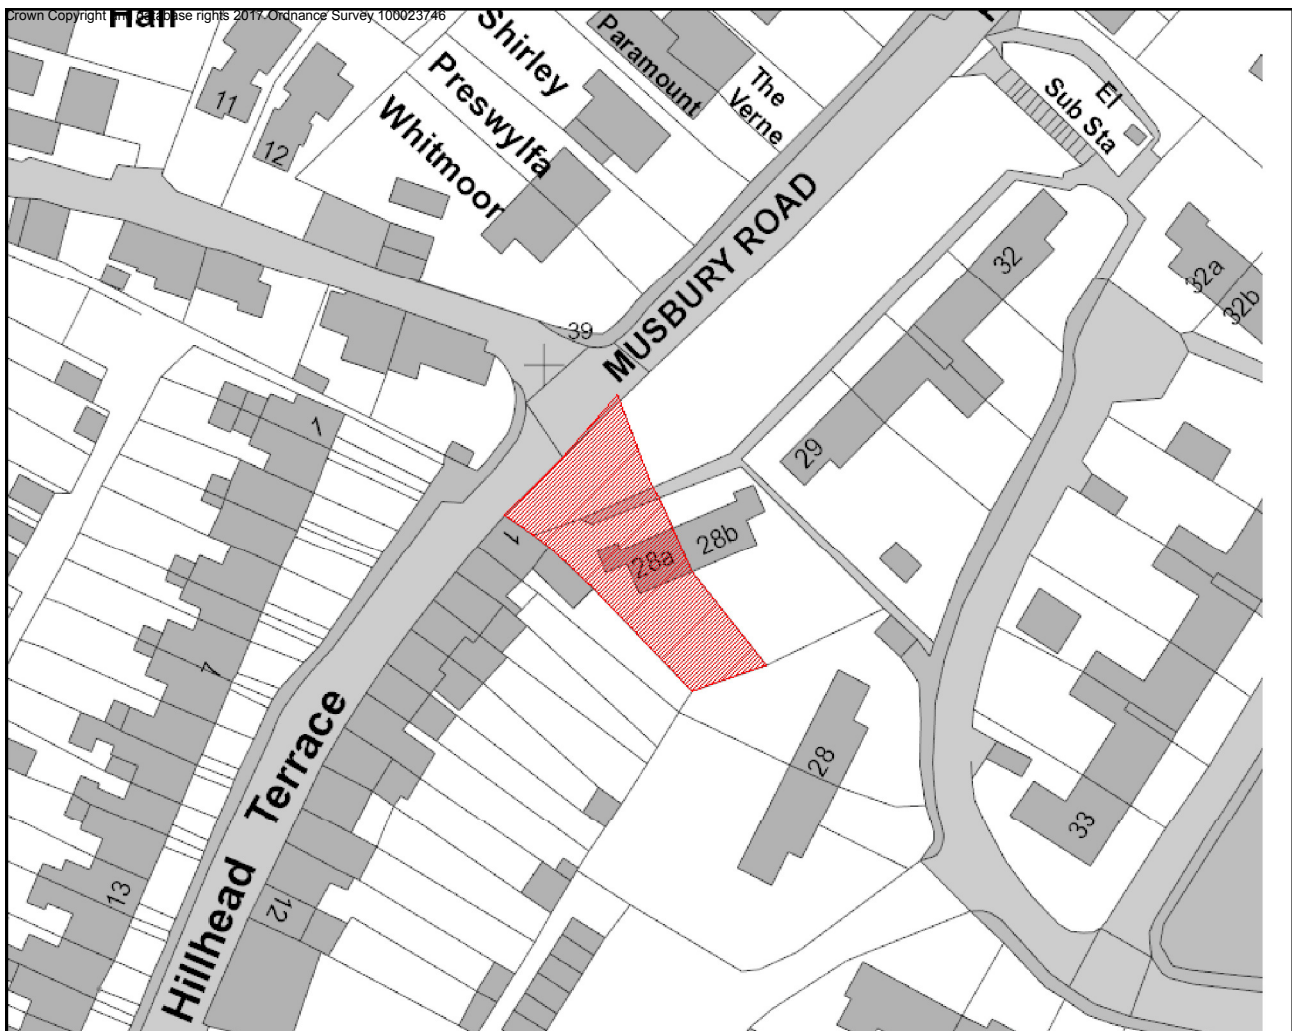 Crown Copyright and database rights 2017 Ordnance Survey 100023746
Hall
Shirley
Paramount
The
Verne
El
Sub Sta
11
12
Preswylfa
Whitmoor
MUSBURY ROAD
32
32a
32b
39
1
29
1
28a
28b
7
28
Hillhead Terrace
33
13
12